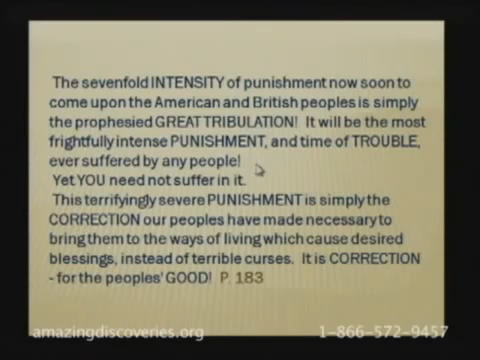 The sevenfold INTENSITY of punishment now soon to
come upon the American and British peoples is simply
the prophesied GREAT TRIBULATION! It will be the most
frightfully intense PUNISHMENT, and time of TROUBLE,
ever suffered by any people!
Yet YOU need not suffer in it.
This terrifyingly severe PUNISHMENT is simply the
CORRECTION our peoples have made necessary to
bring them to the ways of living which cause desired
blessings, instead of terrible curses. It is CORRECTION
- for the peoples' GOOD! P. 183
amazingdiscoveries.org 1-866-572-9457